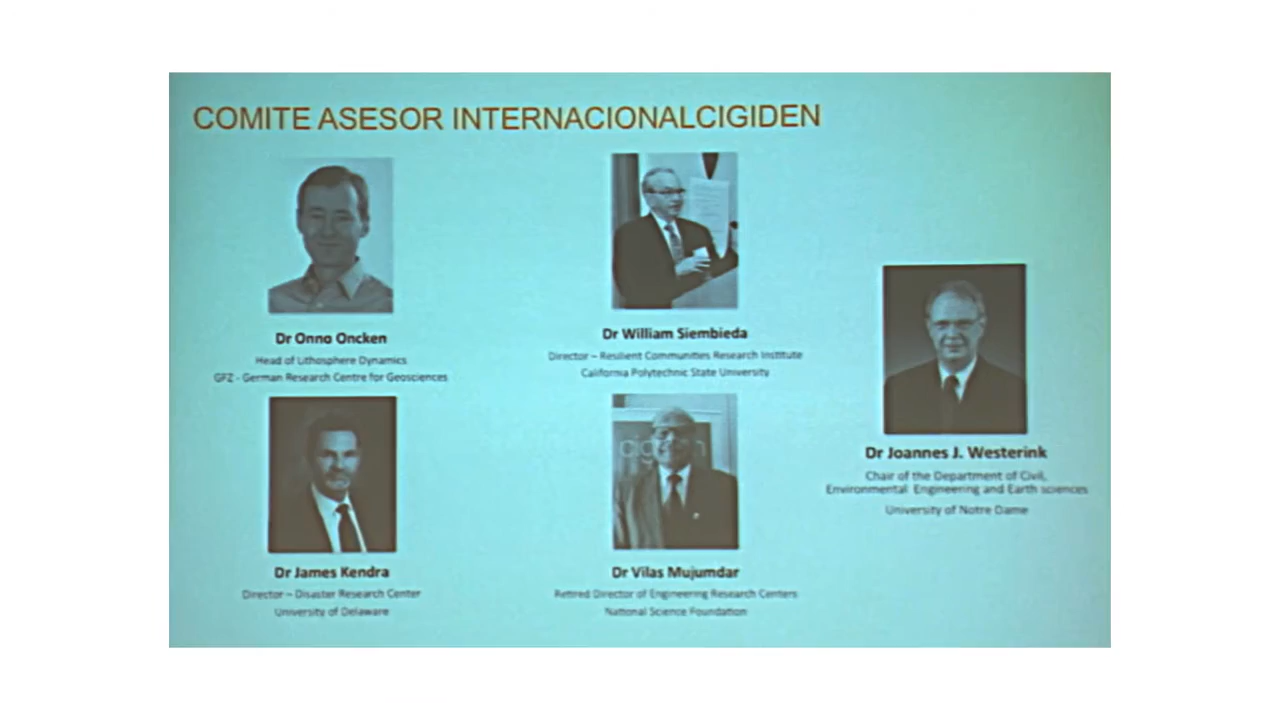 COMITE ASESOR INTERNACIONALCIGIDEN
Dr Onno Oncken
Head of Lithosphere Dynamics
GFZ - German Research Centre for Geosciences
Dr William Siembieda
Director – Resilient Communities Research Institute
California Polytechnic State University
Dr Joannes J. Westerink
Chair of the Department of Civil,
Environmental Engineering and Earth sciences
University of Notre Dame
Dr James Kendra
Director – Disaster Research Center
University of Delaware
cig
Dr Vilas Mujumdar
Retired Director of Engineering Research Centers
National Science Foundation